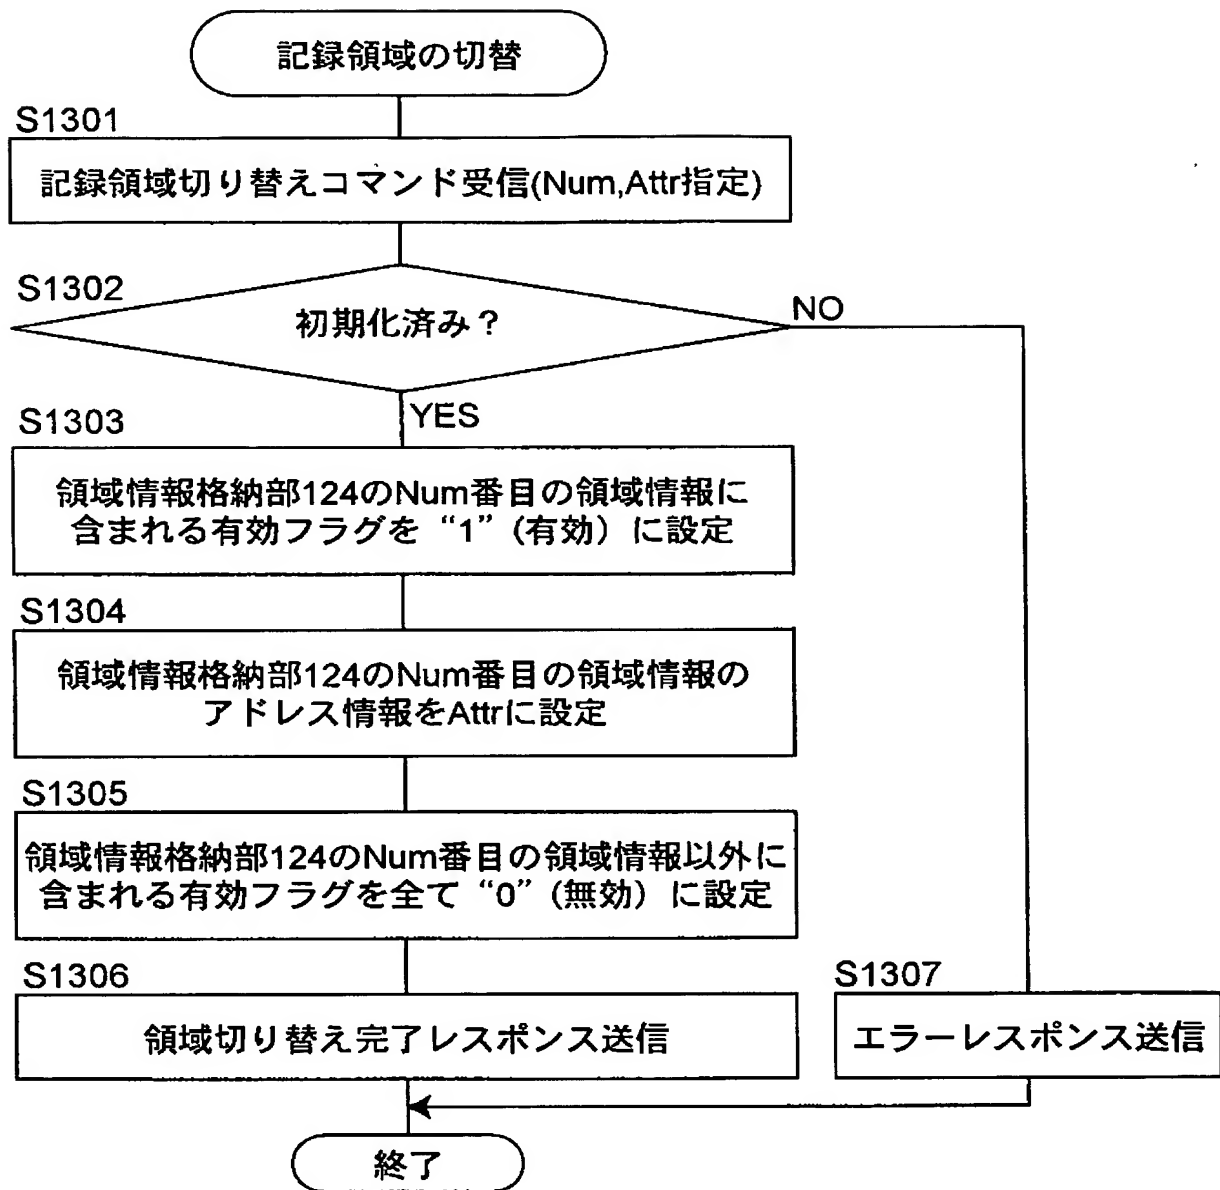 記録領域の切替
S1301
記録領域切り替えコマンド受信(Num,Attr指定)
S1302
初期化済み？
NO
YES
S1303
領域情報格納部124のNum番目の領域情報に
含まれる有効フラグを“1”(有効）に設定
S1304
領域情報格納部124のNum番目の領域情報の
アドレス情報をAttrに設定
S1305
領域情報格納部124のNum番目の領域情報以外に
含まれる有効フラグを全て“0”(無効）に設定
S1306
領域切り替え完了レスポンス送信
S1307
エラーレスポンス送信
終了